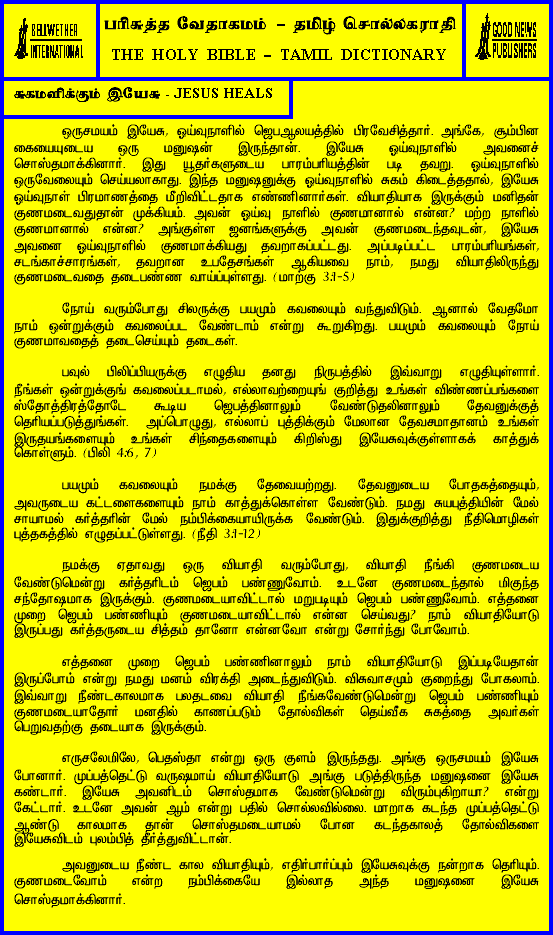 BELLWETHER
INTERNATIONAL
பரிசுத்த வேதாகமம் – தமிழ் சொல்லகராதி
THE HOLY BIBLE – TAMIL DICTIONARY
GOOD NEWS
PUBLISHERS
சுகமளிக்கும் இயேசு - JESUS HEALS
ஒருசமயம் இயேசு, ஓய்வுநாளில் ஜெபஆலயத்தில் பிரவேசித்தார். அங்கே, சூம்பின
கையையுடைய ஒரு மனுஷன் இருந்தான். இயேசு ஓய்வுநாளில் அவனைச்
சொஸ்தமாக்கினார். இது யூதர்களுடைய பாரம்பரியத்தின் படி தவறு. ஓய்வுநாளில்
ஒருவேலையும் செய்யலாகாது. இந்த மனுஷனுக்கு ஓய்வுநாளில் சுகம் கிடைத்ததால், இயேசு
ஓய்வுநாள் பிரமாணத்தை மீறிவிட்டதாக எண்ணினார்கள். வியாதியாக இருக்கும் மனிதன்
குணமடைவதுதான் முக்கியம். அவன் ஓய்வு நாளில் குணமானால் என்ன? மற்ற நாளில்
குணமானால் என்ன? அங்குள்ள ஜனங்களுக்கு அவன் குணமடைந்தவுடன், இயேசு
அவனை ஓய்வுநாளில் குணமாக்கியது தவறாகப்பட்டது. அப்படிப்பட்ட பாரம்பரியங்கள்,
சடங்காச்சாரங்கள், தவறான உபதேசங்கள் ஆகியவை நாம், நமது வியாதியிலிருந்து
குணமடைவதை தடைபண்ண வாய்ப்புள்ளது. (மாற்கு 3:1-5)
நோய் வரும்போது சிலருக்கு பயமும் கவலையும் வந்துவிடும். ஆனால் வேதமோ
நாம் ஒன்றுக்கும் கவலைப்பட வேண்டாம் என்று கூறுகிறது. பயமும் கவலையும் நோய்
குணமாவதைத் தடைசெய்யும் தடைகள்.
பவுல் பிலிப்பியருக்கு எழுதிய தனது நிருபத்தில் இவ்வாறு எழுதியுள்ளார்.
நீங்கள் ஒன்றுக்குங் கவலைப்படாமல், எல்லாவற்றையுங் குறித்து உங்கள் விண்ணப்பங்களை
ஸ்தோத்திரத்தோடே கூடிய ஜெபத்தினாலும் வேண்டுதலினாலும் தேவனுக்குத்
தெரியப்படுத்துங்கள். அப்பொழுது, எல்லாப் புத்திக்கும் மேலான தேவசமாதானம் உங்கள்
இருதயங்களையும் உங்கள் சிந்தைகளையும் கிறிஸ்து இயேசுவுக்குள்ளாகக் காத்துக்
கொள்ளும். (பிலி 4:6, 7)
பயமும் கவலையும் நமக்கு தேவையற்றது. தேவனுடைய போதகத்தையும்,
அவருடைய கட்டளைகளையும் நாம் காத்துக்கொள்ள வேண்டும். நமது சுயபுத்தியின் மேல்
சாயாமல் கர்த்தரின் மேல் நம்பிக்கையாயிருக்க வேண்டும். இதுக்குறித்து நீதிமொழிகள்
புத்தகத்தில் எழுதப்பட்டுள்ளது. (நீதி 3:1-12)
நமக்கு ஏதாவது ஒரு வியாதி வரும்போது, வியாதி நீங்கி குணமடைய
வேண்டுமென்று கர்த்தரிடம் ஜெபம் பண்ணுவோம். உடனே குணமடைந்தால் மிகுந்த
சந்தோஷமாக இருக்கும். குணமடையாவிட்டால் மறுபடியும் ஜெபம் பண்ணுவோம். எத்தனை
முறை ஜெபம் பண்ணியும் குணமடையாவிட்டால் என்ன செய்வது? நாம் வியாதியோடு
இருப்பது கர்த்தருடைய சித்தம் தானோ என்னவோ என்று சோர்ந்து போவோம்.
எத்தனை முறை ஜெபம் பண்ணினாலும் நாம் வியாதியோடு இப்படியேதான்
இருப்போம் என்று நமது மனம் விரக்தி அடைந்துவிடும். விசுவாசமும் குறைந்து போகலாம்.
இவ்வாறு நீண்டகாலமாக பலதடவை வியாதி நீங்கவேண்டுமென்று ஜெபம் பண்ணியும்
குணமடையாதோர் மனதில் காணப்படும் தோல்விகள் தெய்வீக சுகத்தை அவர்கள்
பெறுவதற்கு தடையாக இருக்கும்.
எருசலேமிலே, பெதஸ்தா என்று ஒரு குளம் இருந்தது. அங்கு ஒருசமயம் இயேசு
போனார். முப்பத்தெட்டு வருஷமாய் வியாதியோடு அங்கு படுத்திருந்த மனுஷனை இயேசு
கண்டார். இயேசு அவனிடம் சொஸ்தமாக வேண்டுமென்று விரும்புகிறாயா? என்று
கேட்டார். உடனே அவன் ஆம் என்று பதில் சொல்லவில்லை. மாறாக கடந்த முப்பத்தெட்டு
ஆண்டு காலமாக தான் சொஸ்தமடையாமல் போன கடந்தகாலத் தோல்விகளை
இயேசுவிடம் புலம்பித் தீர்த்துவிட்டான்.
அவனுடைய நீண்ட கால வியாதியும், எதிர்பார்ப்பும் இயேசுவுக்கு நன்றாக தெரியும்.
குணமடைவோம் என்ற நம்பிக்கையே இல்லாத அந்த மனுஷனை இயேசு
சொஸ்தமாக்கினார்.